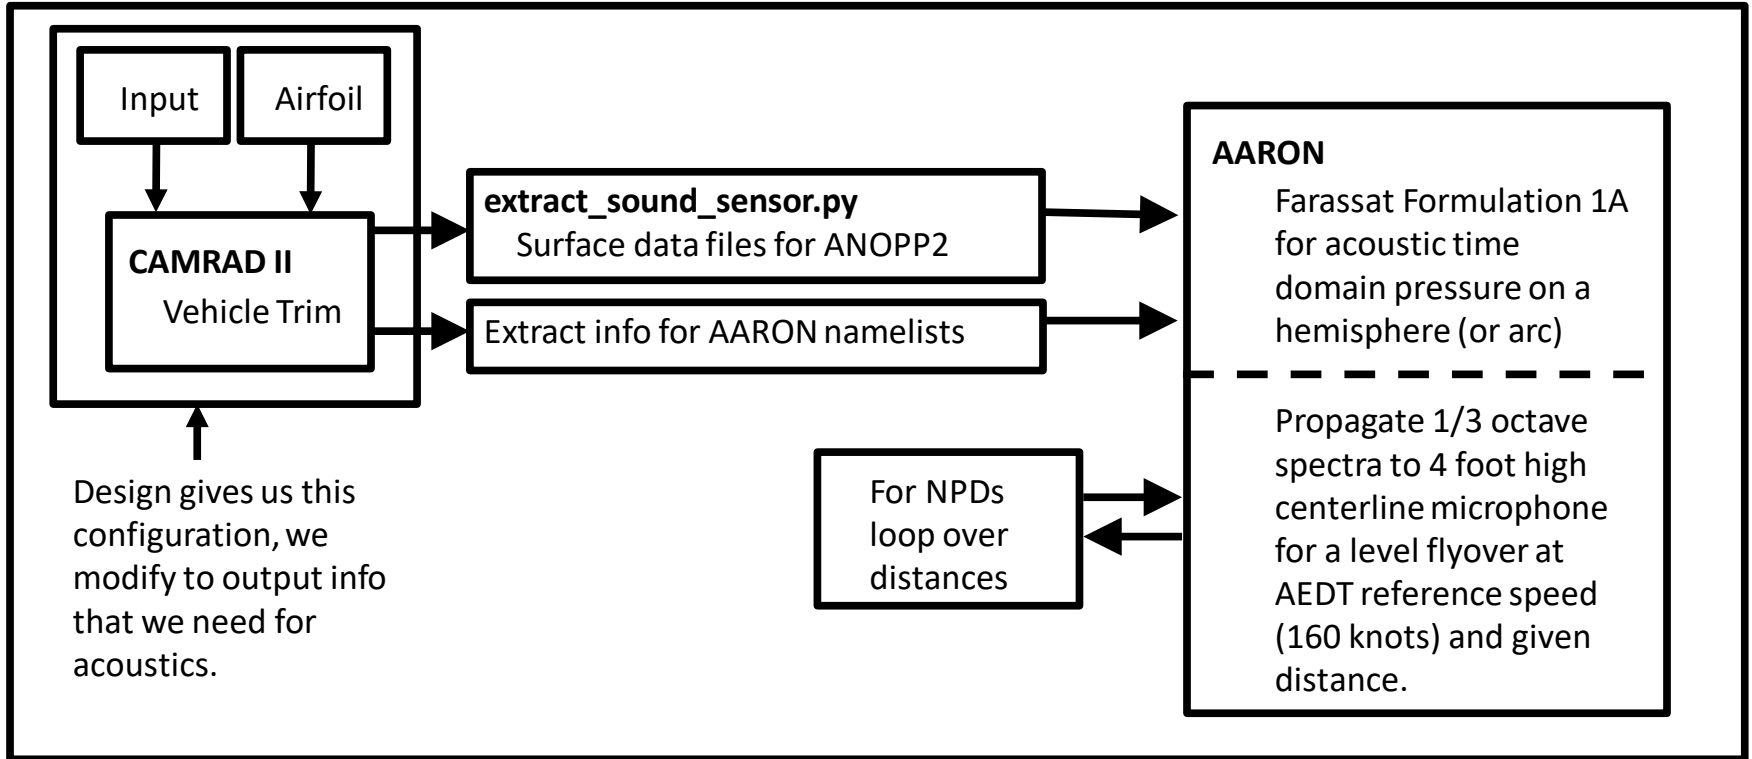 Input
Airfoil
CAMRAD II
Vehicle Trim
Design gives us this
configuration, we
modify to output info
that we need for
acoustics.
extract_sound_sensor.py
Surface data files for ANOPP2
Extract info for AARON namelists
For NPDs
loop over
distances
AARON
Farassat Formulation 1A
for acoustic time
domain pressure on a
hemisphere (or arc)
Propagate 1/3 octave
spectra to 4 foot high
centerline microphone
for a level flyover at
AEDT reference speed
(160 knots) and given
distance.